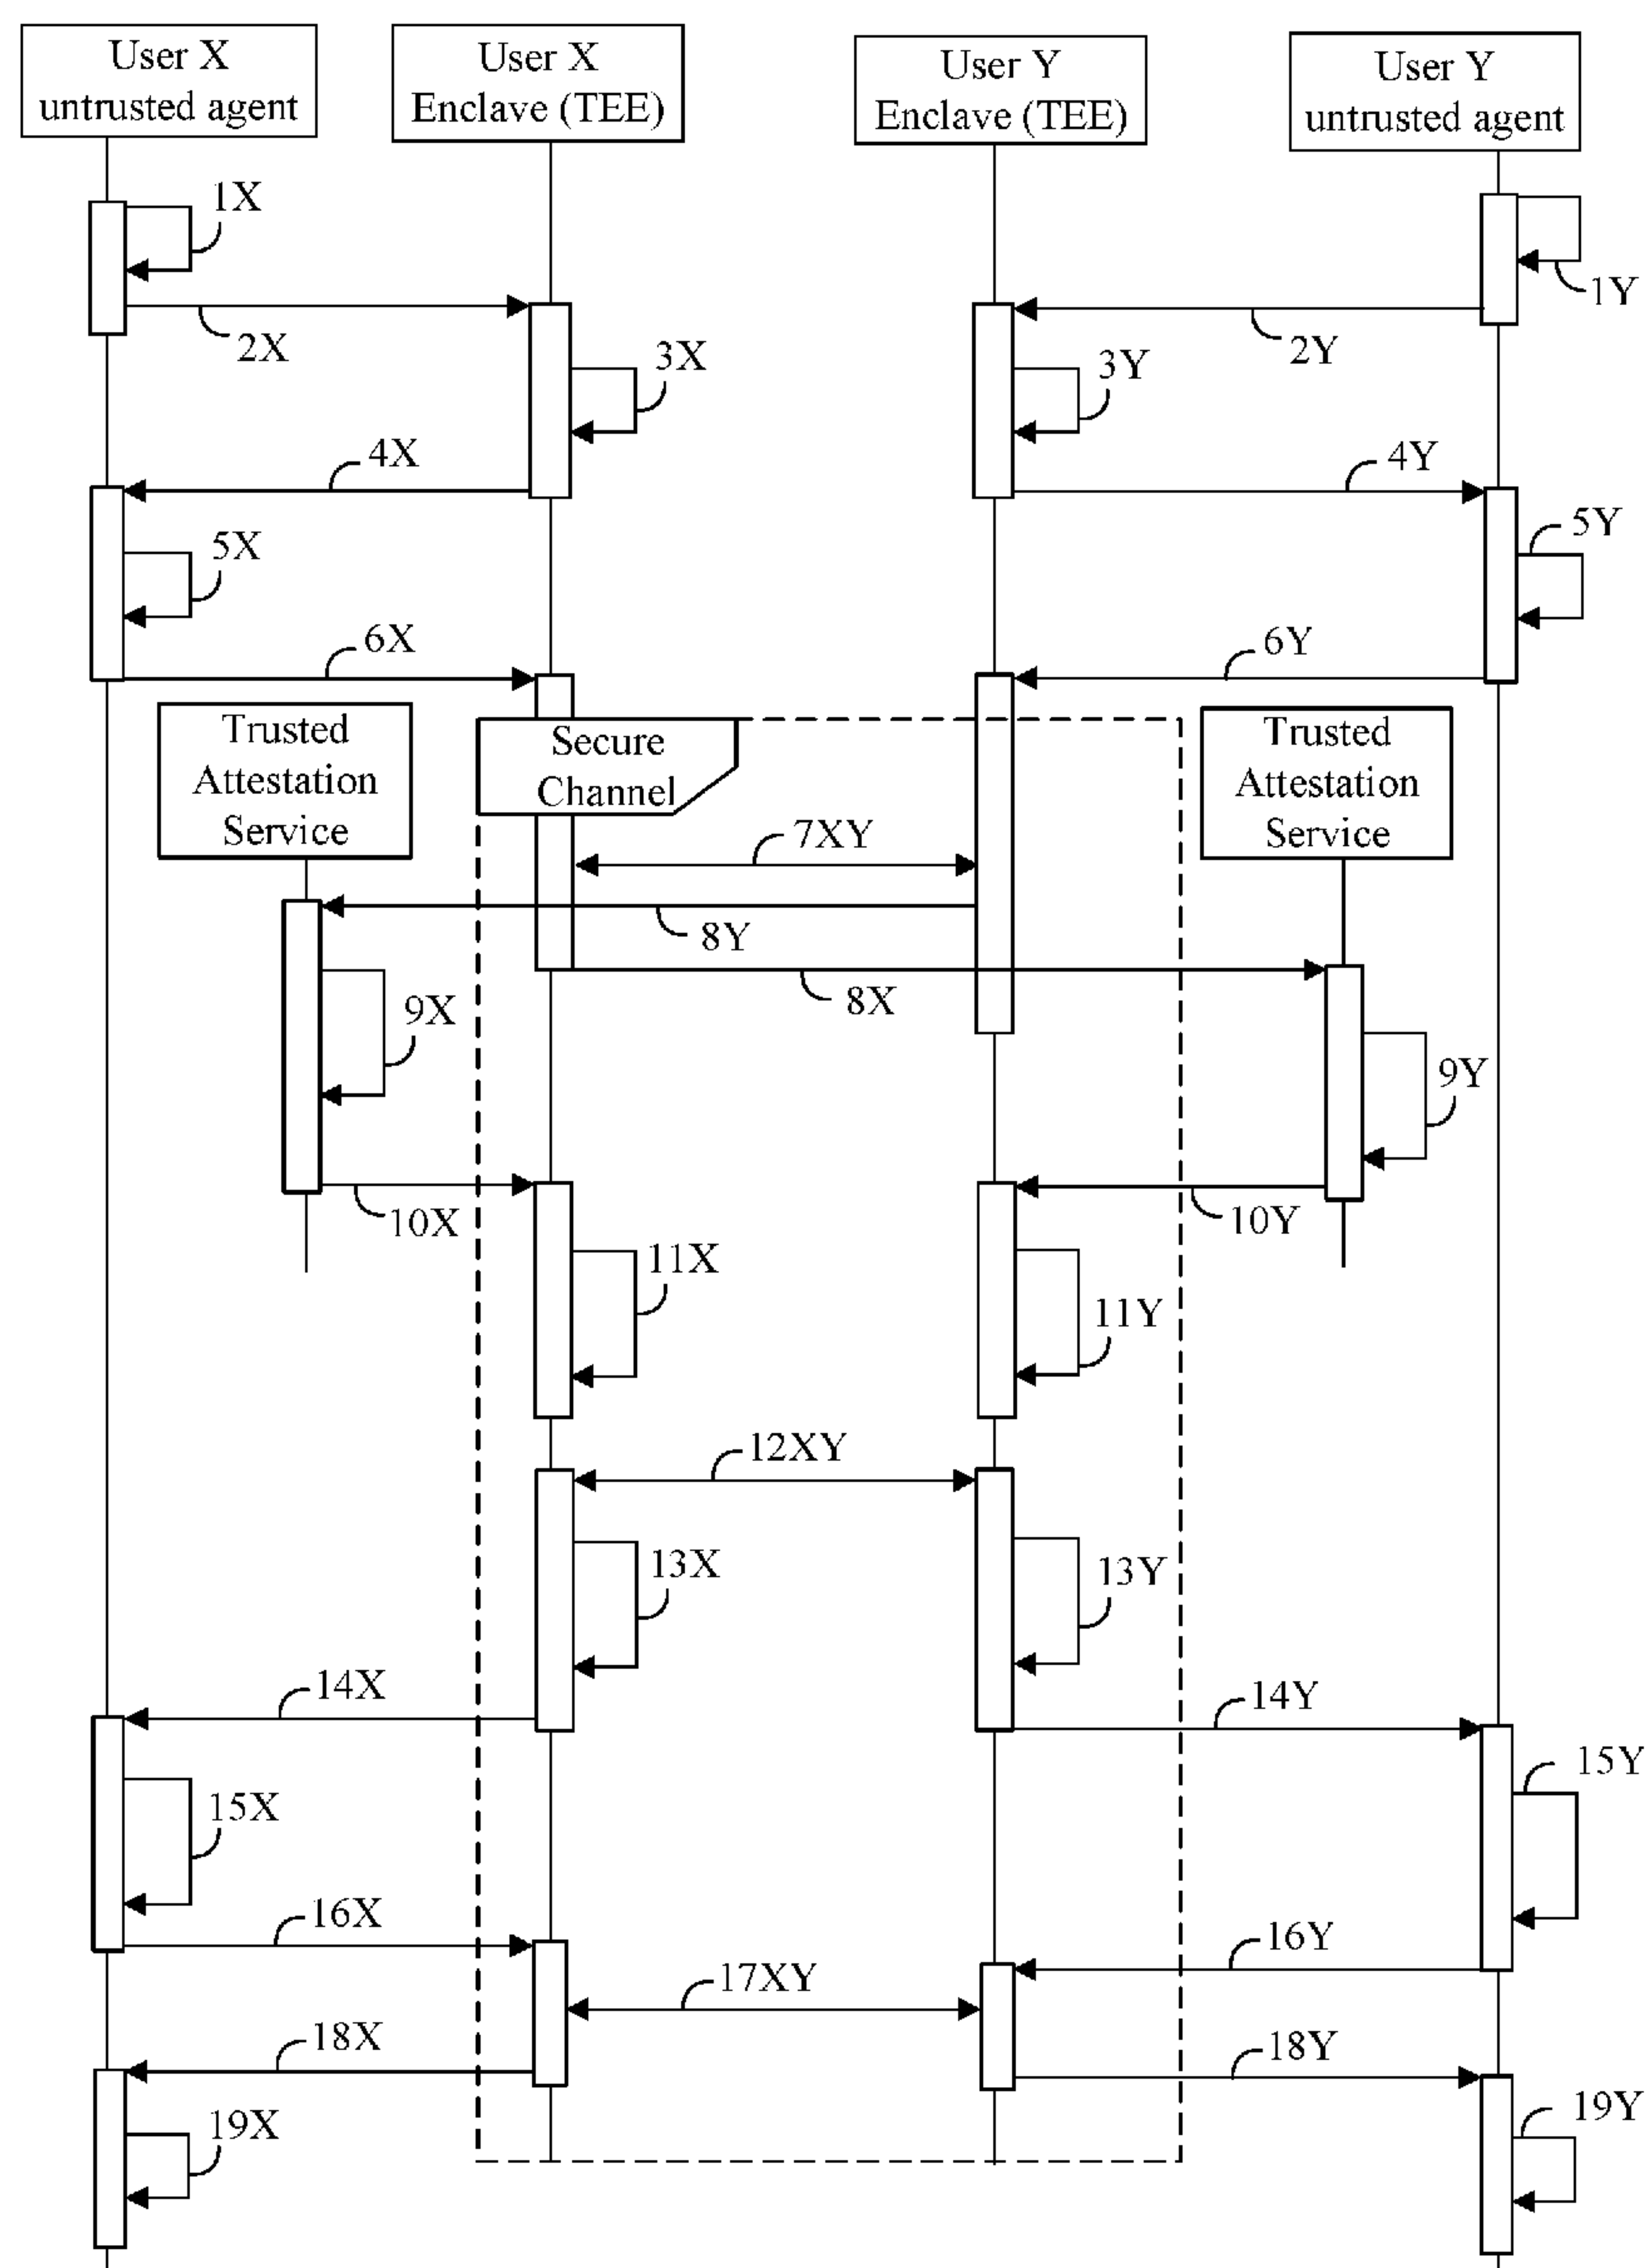 User X
untrusted agent
User X
Enclave (TEE)
User Y
Enclave (TEE)
User Y
untrusted agent
1X
1Y
2X
2Y
3X
3Y
4X
4Y
5X
5Y
6X
6Y
Trusted
Attestation
Service
Secure
Channel
Trusted
Attestation
Service
7XY
8Y
8X
9X
9Y
10X
10Y
11X
11Y
12XY
13X
13Y
14X
14Y
15X
15Y
16X
16Y
17XY
18X
18Y
19X
19Y